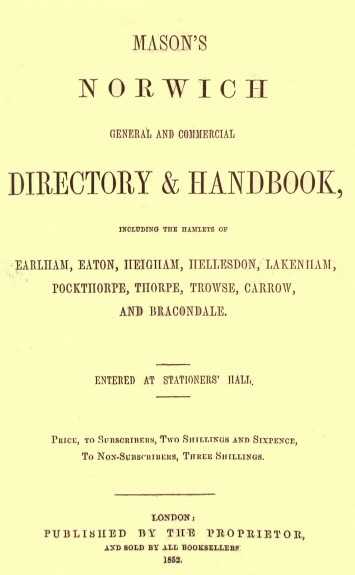 MASON'S
NORWICH
GENERAL AND COMMERCIAL
DIRECTORY & HANDBOOK,
INCLUDING THE HAMLETS OF
EARLHAM, EATON, HEIGHAM, HELLESDON, LAKENHAM,
POCKTHORPE, THORPE, TROWSE, CARROW,
AND BRACONDALE.
ENTERED AT STATIONERS' HALL.
PRICE, TO SUBSCRIBERS, TWO SHILLINGS AND SIXPENCE,
TO NON-SUBSCRIBERS, THREE SHILLINGS.
LONDON:
PUBLISHED BY THE PROPRIETOR,
AND SOLD BY ALL BOOKSELLERS
1852.